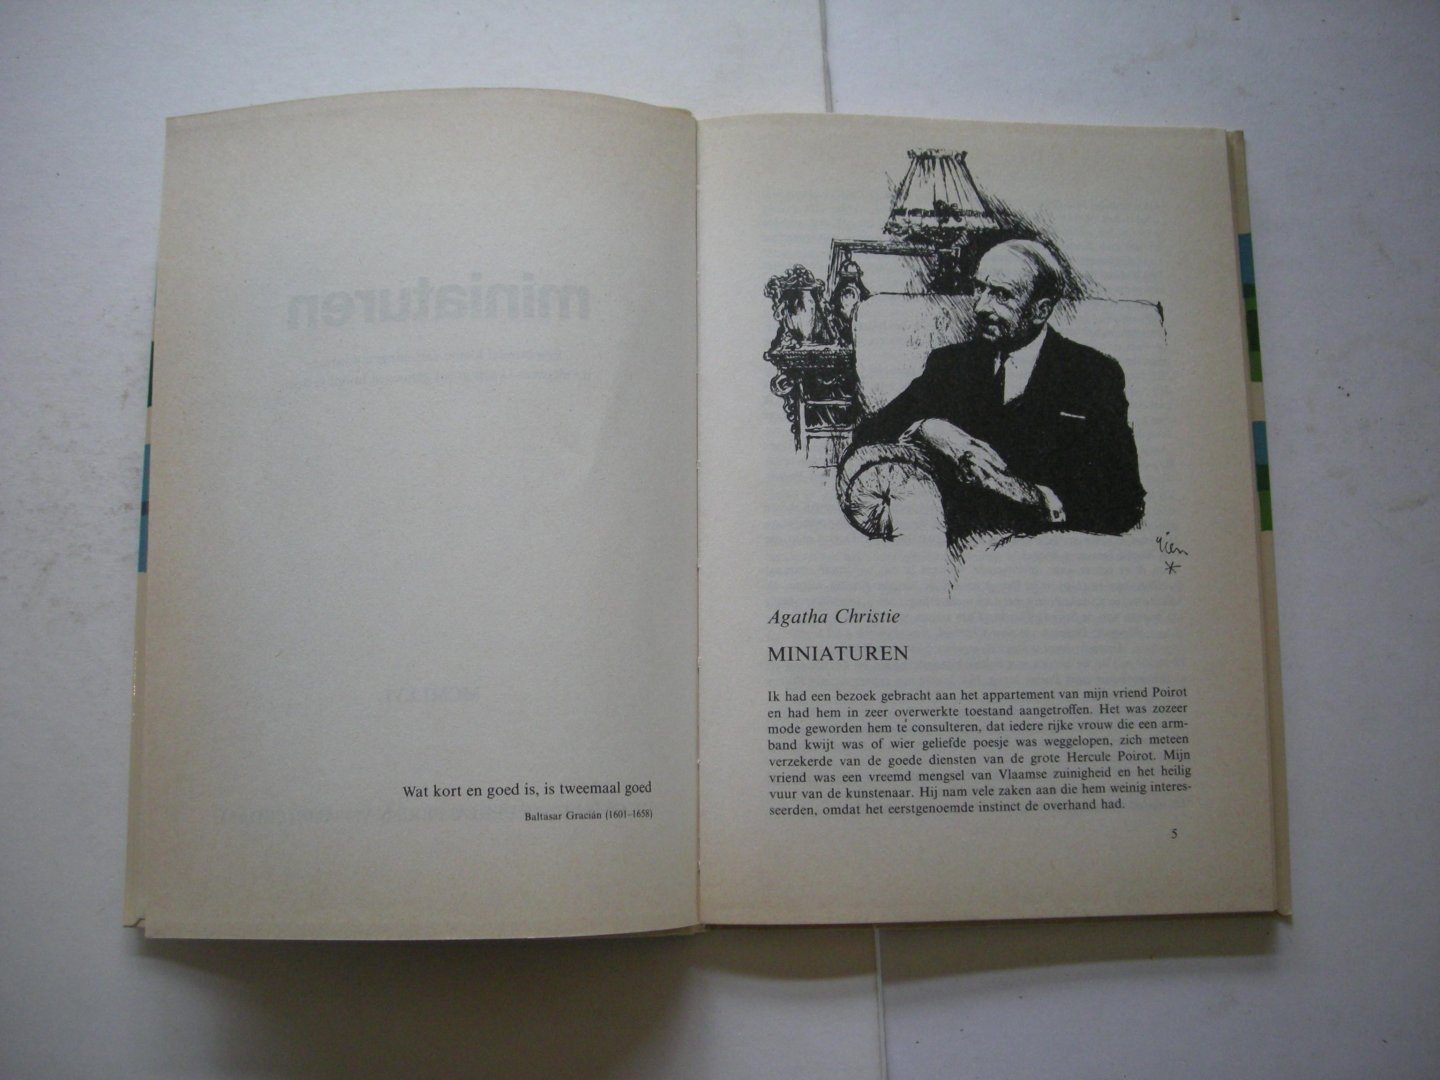 Wat kort en goed is, is tweemaal goed
Baltasar Gracián (1601–1658)
Agatha Christie
MINIATUREN
Ik had een bezoek gebracht aan het appartement van mijn vriend Poirot
en had hem in zeer overwerkte toestand aangetroffen. Het was zozeer
mode geworden hem te consulteren, dat iedere rijke vrouw die een arm-
band kwijt was of wier geliefde poesje was weggelopen, zich meteen
verzekerde van de goede diensten van de grote Hercule Poirot. Mijn
vriend was een vreemd mengsel van Vlaamse zuinigheid en het heilig
vuur van de kunstenaar. Hij nam vele zaken aan die hem weinig interes-
seerden, omdat het eerstgenoemde instinct de overhand had.
5